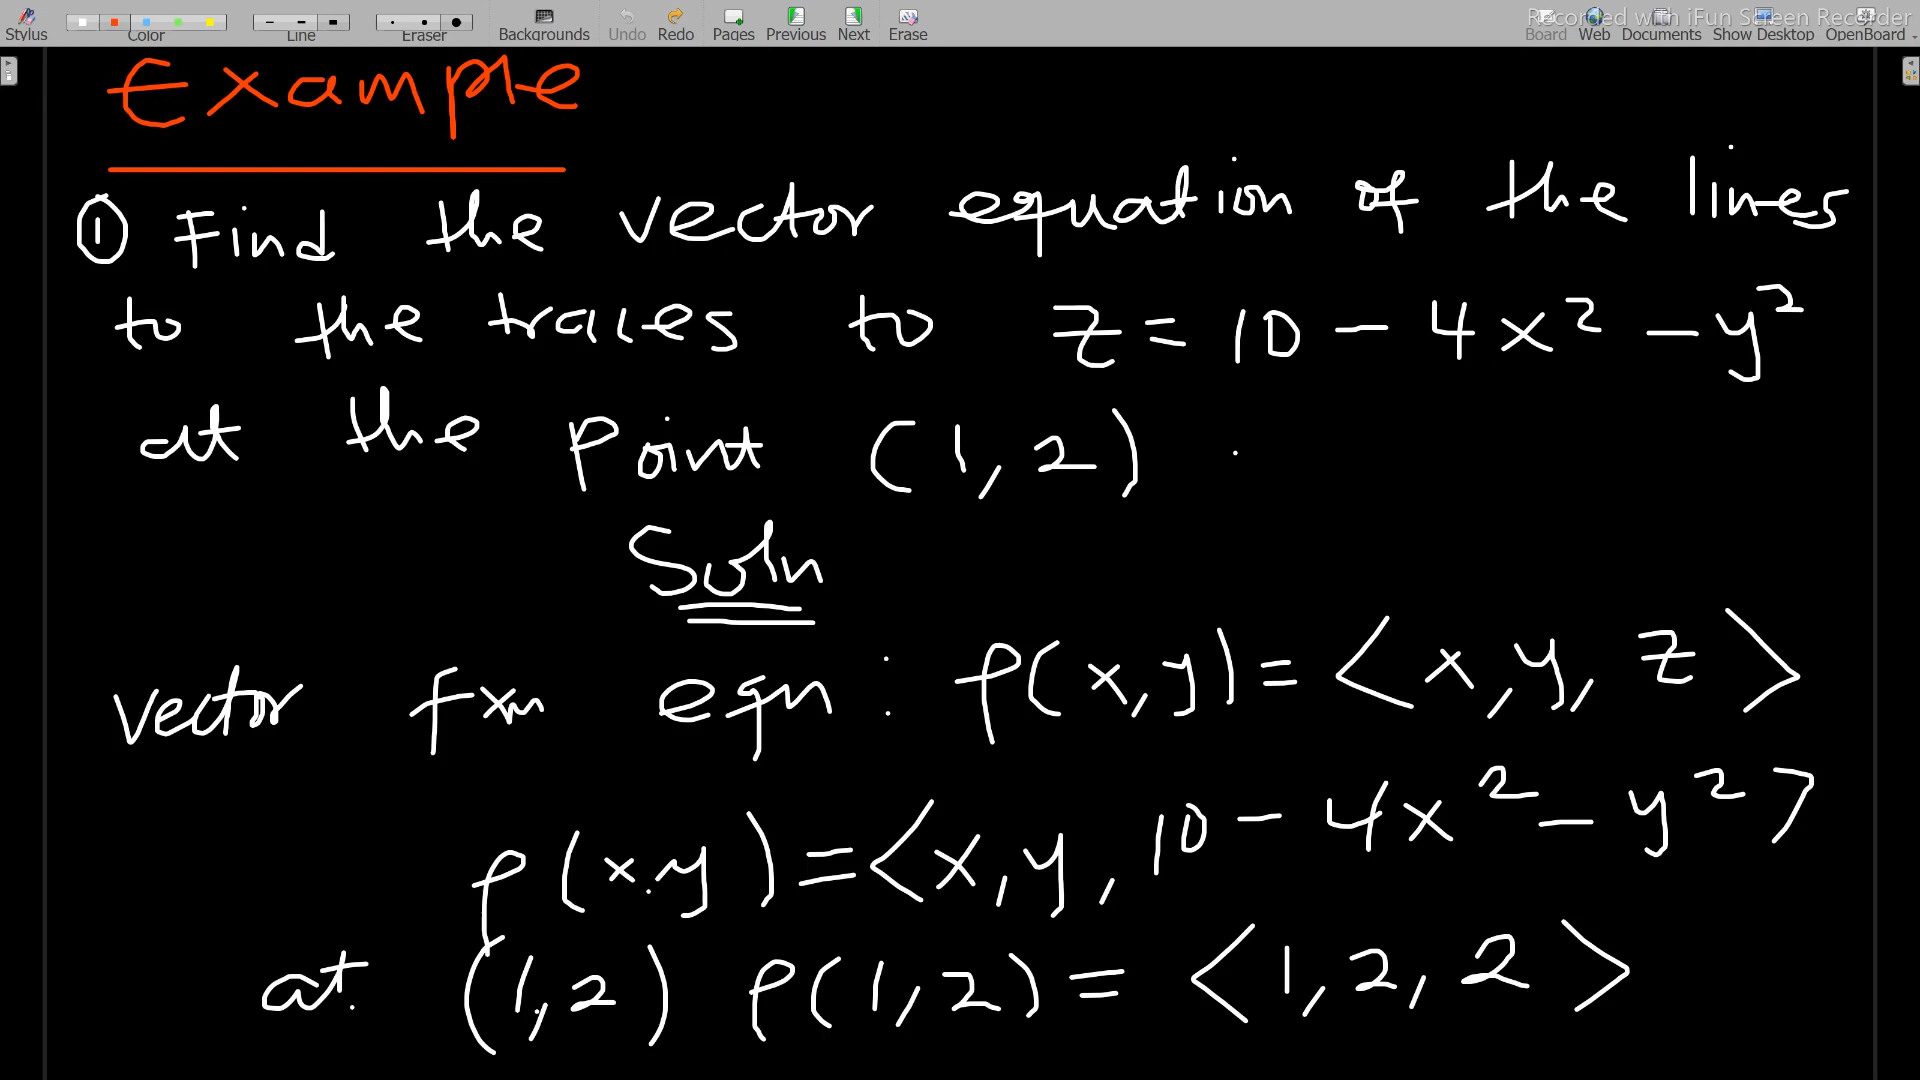 Recorded with iFun Screen Recorder
Stylus Color Line Eraser Backgrounds Undo Redo Pages Previous Next Erase Board Web Documents Show Desktop OpenBoard
Example
① Find the vector equation of the lines
to the traces to z = 10 - 4x² - y²
at the point (1, 2) .
Soln
vector fxn eqn : P(x, y) = <x, y, z>
P(x,y) = <x, y, 10 - 4x² - y²>
at (1, 2) P(1, 2) = <1, 2, 2>